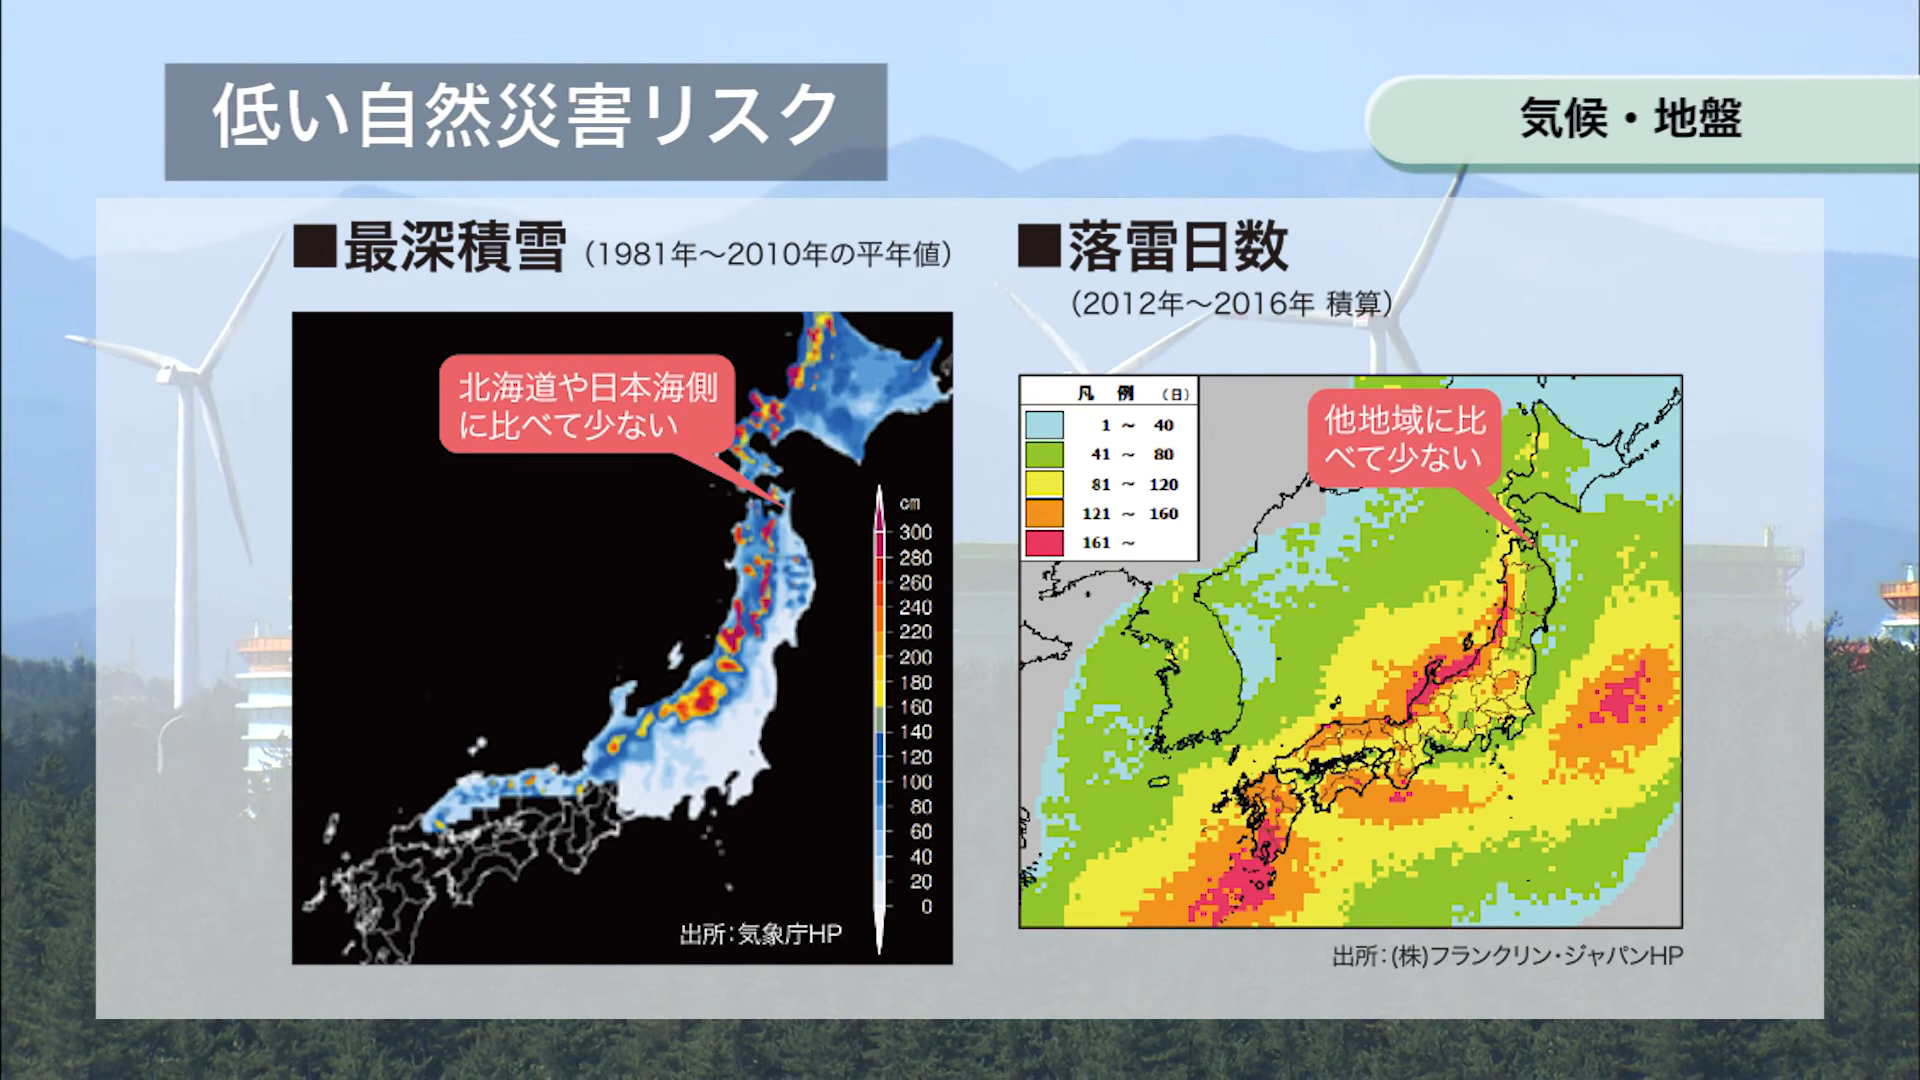 低い自然災害リスク
気候・地盤
■最深積雪（1981年～2010年の平年値）
北海道や日本海側
に比べて少ない
cm
300
280
260
240
220
200
180
160
140
120
100
80
60
40
20
0
出所：気象庁HP
■落雷日数
（2012年～2016年 積算）
凡 例 （日）
1 ～ 40
41 ～ 80
81 ～ 120
121 ～ 160
161 ～
他地域に比
べて少ない
出所：(株)フランクリン・ジャパンHP